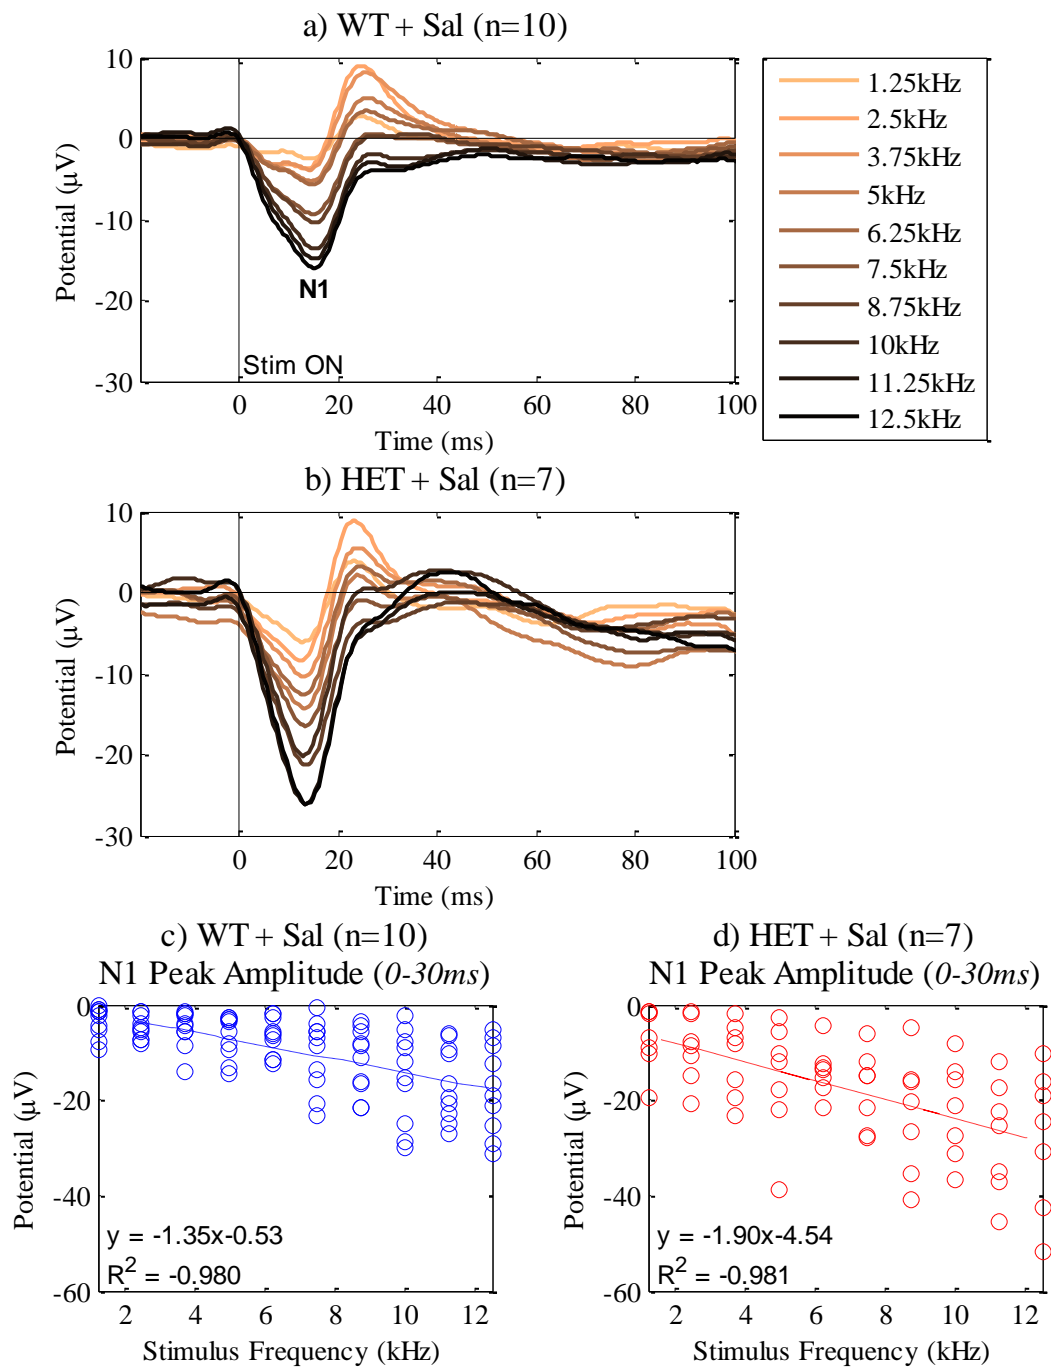 a) WT + Sal (n=10)
10
0
-10
-20
-30
Potential (μV)
N1
Stim ON
0 20 40 60 80 100
Time (ms)
1.25kHz
2.5kHz
3.75kHz
5kHz
6.25kHz
7.5kHz
8.75kHz
10kHz
11.25kHz
12.5kHz
b) HET + Sal (n=7)
10
0
-10
-20
-30
Potential (μV)
0 20 40 60 80 100
Time (ms)
c) WT + Sal (n=10)
N1 Peak Amplitude (0-30ms)
0
-20
-40
-60
Potential (μV)
y = -1.35x-0.53
R² = -0.980
2 4 6 8 10 12
Stimulus Frequency (kHz)
d) HET + Sal (n=7)
N1 Peak Amplitude (0-30ms)
0
-20
-40
-60
Potential (μV)
y = -1.90x-4.54
R² = -0.981
2 4 6 8 10 12
Stimulus Frequency (kHz)